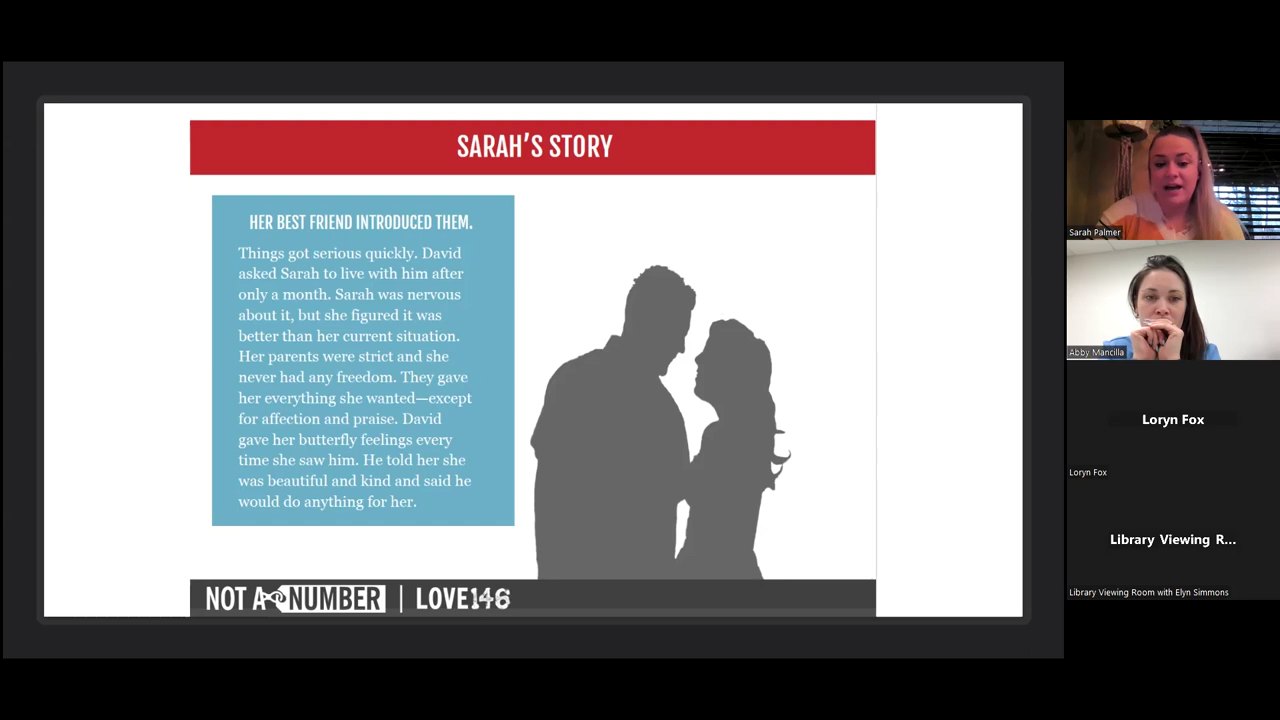 SARAH'S STORY
HER BEST FRIEND INTRODUCED THEM.
Things got serious quickly. David
asked Sarah to live with him after
only a month. Sarah was nervous
about it, but she figured it was
better than her current situation.
Her parents were strict and she
never had any freedom. They gave
her everything she wanted—except
for affection and praise. David
gave her butterfly feelings every
time she saw him. He told her she
was beautiful and kind and said he
would do anything for her.
NOT A NUMBER | LOVE146
Sarah Palmer
Abby Mancilla
Loryn Fox
Loryn Fox
Library Viewing R...
Library Viewing Room with Elyn Simmons